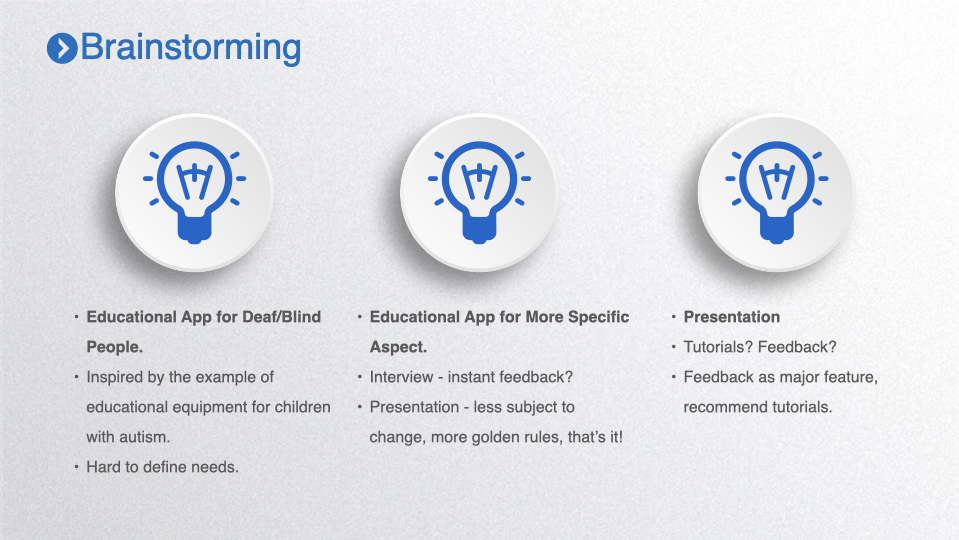 Brainstorming
• Educational App for Deaf/Blind
People.
• Inspired by the example of
educational equipment for children
with autism.
• Hard to define needs.
• Educational App for More Specific
Aspect.
• Interview - instant feedback?
• Presentation - less subject to
change, more golden rules, that’s it!
• Presentation
• Tutorials? Feedback?
• Feedback as major feature,
recommend tutorials.